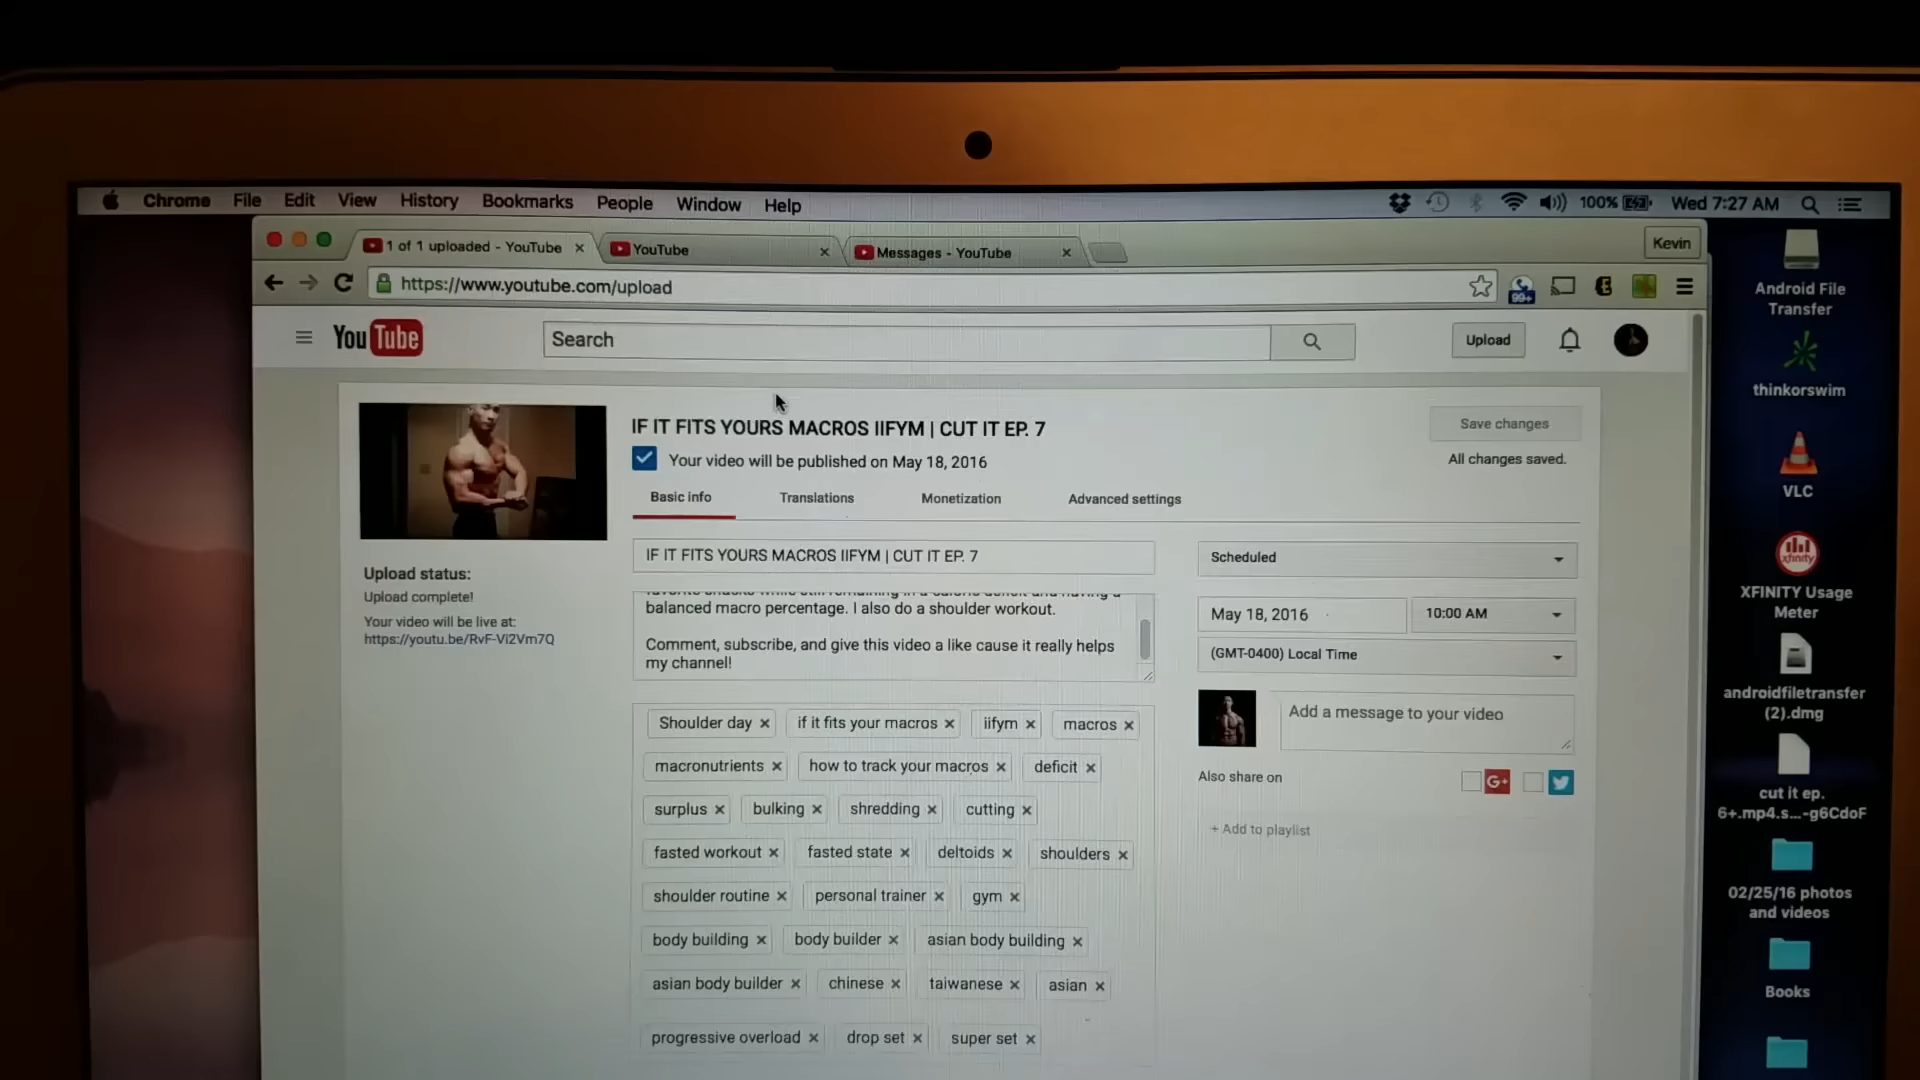 Chrome File Edit View History Bookmarks People Window Help 100% Wed 7:27 AM
1 of 1 uploaded - YouTube YouTube Messages - YouTube Kevin
https://www.youtube.com/upload 99+
YouTube Search Upload
IF IT FITS YOURS MACROS IIFYM | CUT IT EP. 7
Save changes
Your video will be published on May 18, 2016
All changes saved.
Basic info Translations Monetization Advanced settings
IF IT FITS YOURS MACROS IIFYM | CUT IT EP. 7
balanced macro percentage. I also do a shoulder workout.
Comment, subscribe, and give this video a like cause it really helps
my channel!
Upload status:
Upload complete!
Your video will be live at:
https://youtu.be/RvF-Vi2Vm7Q
Scheduled
May 18, 2016 10:00 AM
(GMT-0400) Local Time
Add a message to your video
Also share on G+
+ Add to playlist
Shoulder day × if it fits your macros × iifym × macros ×
macronutrients × how to track your macros × deficit ×
surplus × bulking × shredding × cutting ×
fasted workout × fasted state × deltoids × shoulders ×
shoulder routine × personal trainer × gym ×
body building × body builder × asian body building ×
asian body builder × chinese × taiwanese × asian ×
progressive overload × drop set × super set ×
Android File
Transfer
thinkorswim
VLC
xfinity
XFINITY Usage
Meter
androidfiletransfer
(2).dmg
cut it ep.
6+.mp4.s...-g6CdoF
02/25/16 photos
and videos
Books